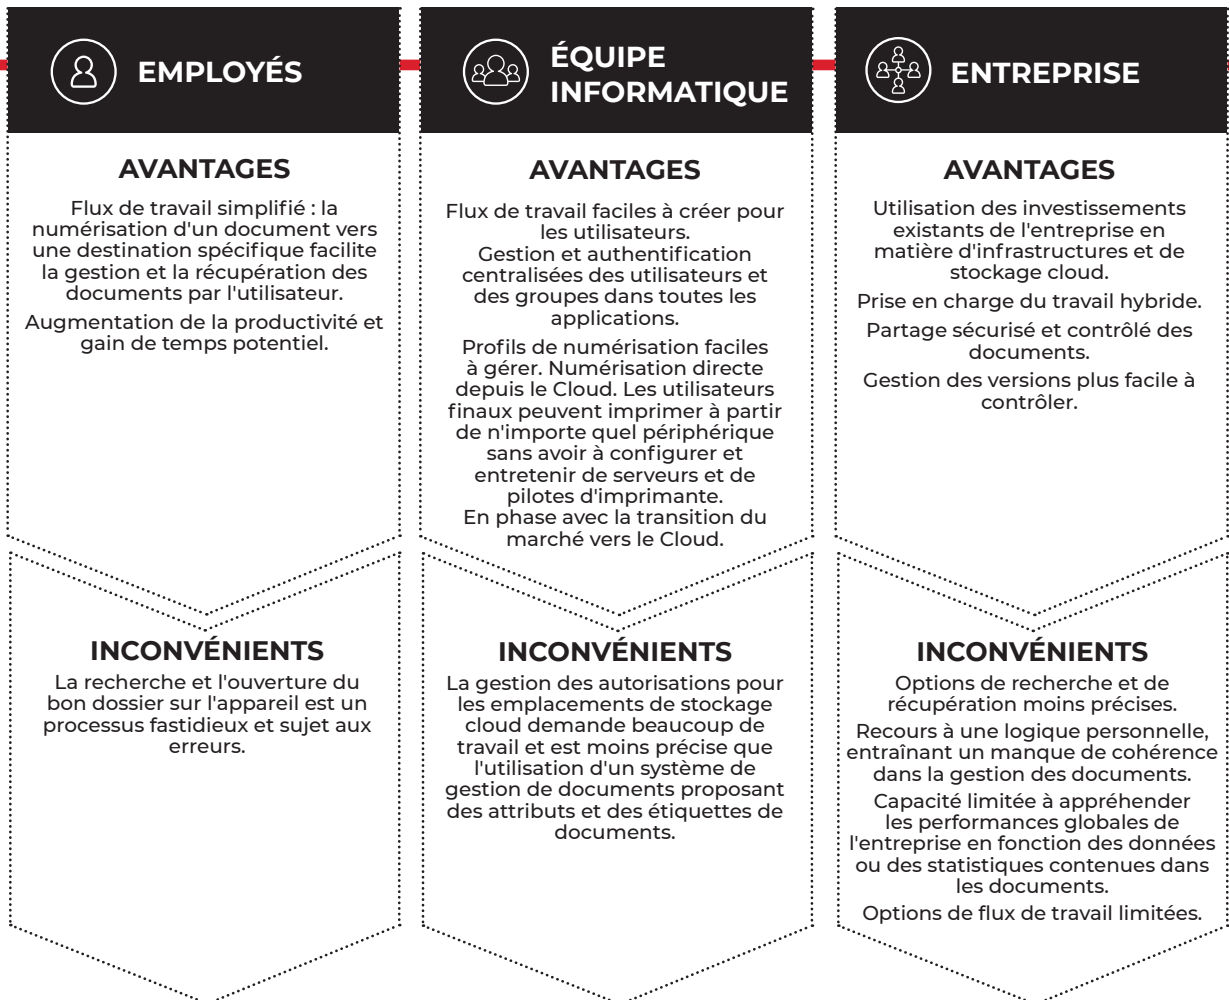 EMPLOYÉS
AVANTAGES
Flux de travail simplifié : la
numérisation d'un document vers
une destination spécifique facilite
la gestion et la récupération des
documents par l'utilisateur.
Augmentation de la productivité et
gain de temps potentiel.
INCONVÉNIENTS
La recherche et l'ouverture du
bon dossier sur l'appareil est un
processus fastidieux et sujet aux
erreurs.
ÉQUIPE
INFORMATIQUE
AVANTAGES
Flux de travail faciles à créer pour
les utilisateurs.
Gestion et authentification
centralisées des utilisateurs et
des groupes dans toutes les
applications.
Profils de numérisation faciles
à gérer. Numérisation directe
depuis le Cloud. Les utilisateurs
finaux peuvent imprimer à partir
de n'importe quel périphérique
sans avoir à configurer et
entretenir de serveurs et de
pilotes d'imprimante.
En phase avec la transition du
marché vers le Cloud.
INCONVÉNIENTS
La gestion des autorisations pour
les emplacements de stockage
cloud demande beaucoup de
travail et est moins précise que
l'utilisation d'un système de
gestion de documents proposant
des attributs et des étiquettes de
documents.
ENTREPRISE
AVANTAGES
Utilisation des investissements
existants de l'entreprise en
matière d'infrastructures et de
stockage cloud.
Prise en charge du travail hybride.
Partage sécurisé et contrôlé des
documents.
Gestion des versions plus facile à
contrôler.
INCONVÉNIENTS
Options de recherche et de
récupération moins précises.
Recours à une logique personnelle,
entraînant un manque de cohérence
dans la gestion des documents.
Capacité limitée à appréhender
les performances globales de
l'entreprise en fonction des données
ou des statistiques contenues dans
les documents.
Options de flux de travail limitées.